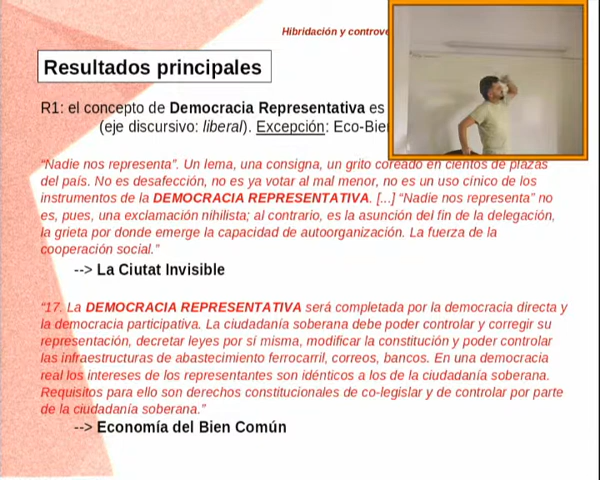 Hibridación y controve
Resultados principales
R1: el concepto de Democracia Representativa es
(eje discursivo: liberal). Excepción: Eco-Bie
“Nadie nos representa”. Un lema, una consigna, un grito coreado en cientos de plazas
del país. No es desafección, no es ya votar al mal menor, no es un uso cínico de los
instrumentos de la DEMOCRACIA REPRESENTATIVA. [...] “Nadie nos representa” no
es, pues, una exclamación nihilista; al contrario, es la asunción del fin de la delegación,
la grieta por donde emerge la capacidad de autoorganización. La fuerza de la
cooperación social.”
--> La Ciutat Invisible
“17. La DEMOCRACIA REPRESENTATIVA será completada por la democracia directa y
la democracia participativa. La ciudadanía soberana debe poder controlar y corregir su
representación, decretar leyes por sí misma, modificar la constitución y poder controlar
las infraestructuras de abastecimiento ferrocarril, correos, bancos. En una democracia
real los intereses de los representantes son idénticos a los de la ciudadanía soberana.
Requisitos para ello son derechos constitucionales de co-legislar y de controlar por parte
de la ciudadanía soberana.”
--> Economía del Bien Común